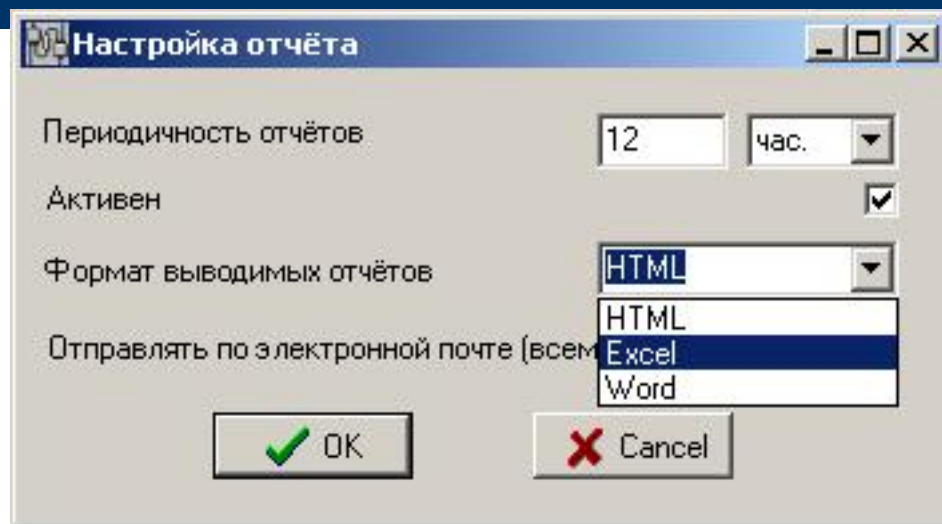 Настройка отчёта
Периодичность отчётов 12 час.
Активен
Формат выводимых отчётов HTML
HTML
Отправлять по электронной почте (всем Excel
Word
OK Cancel